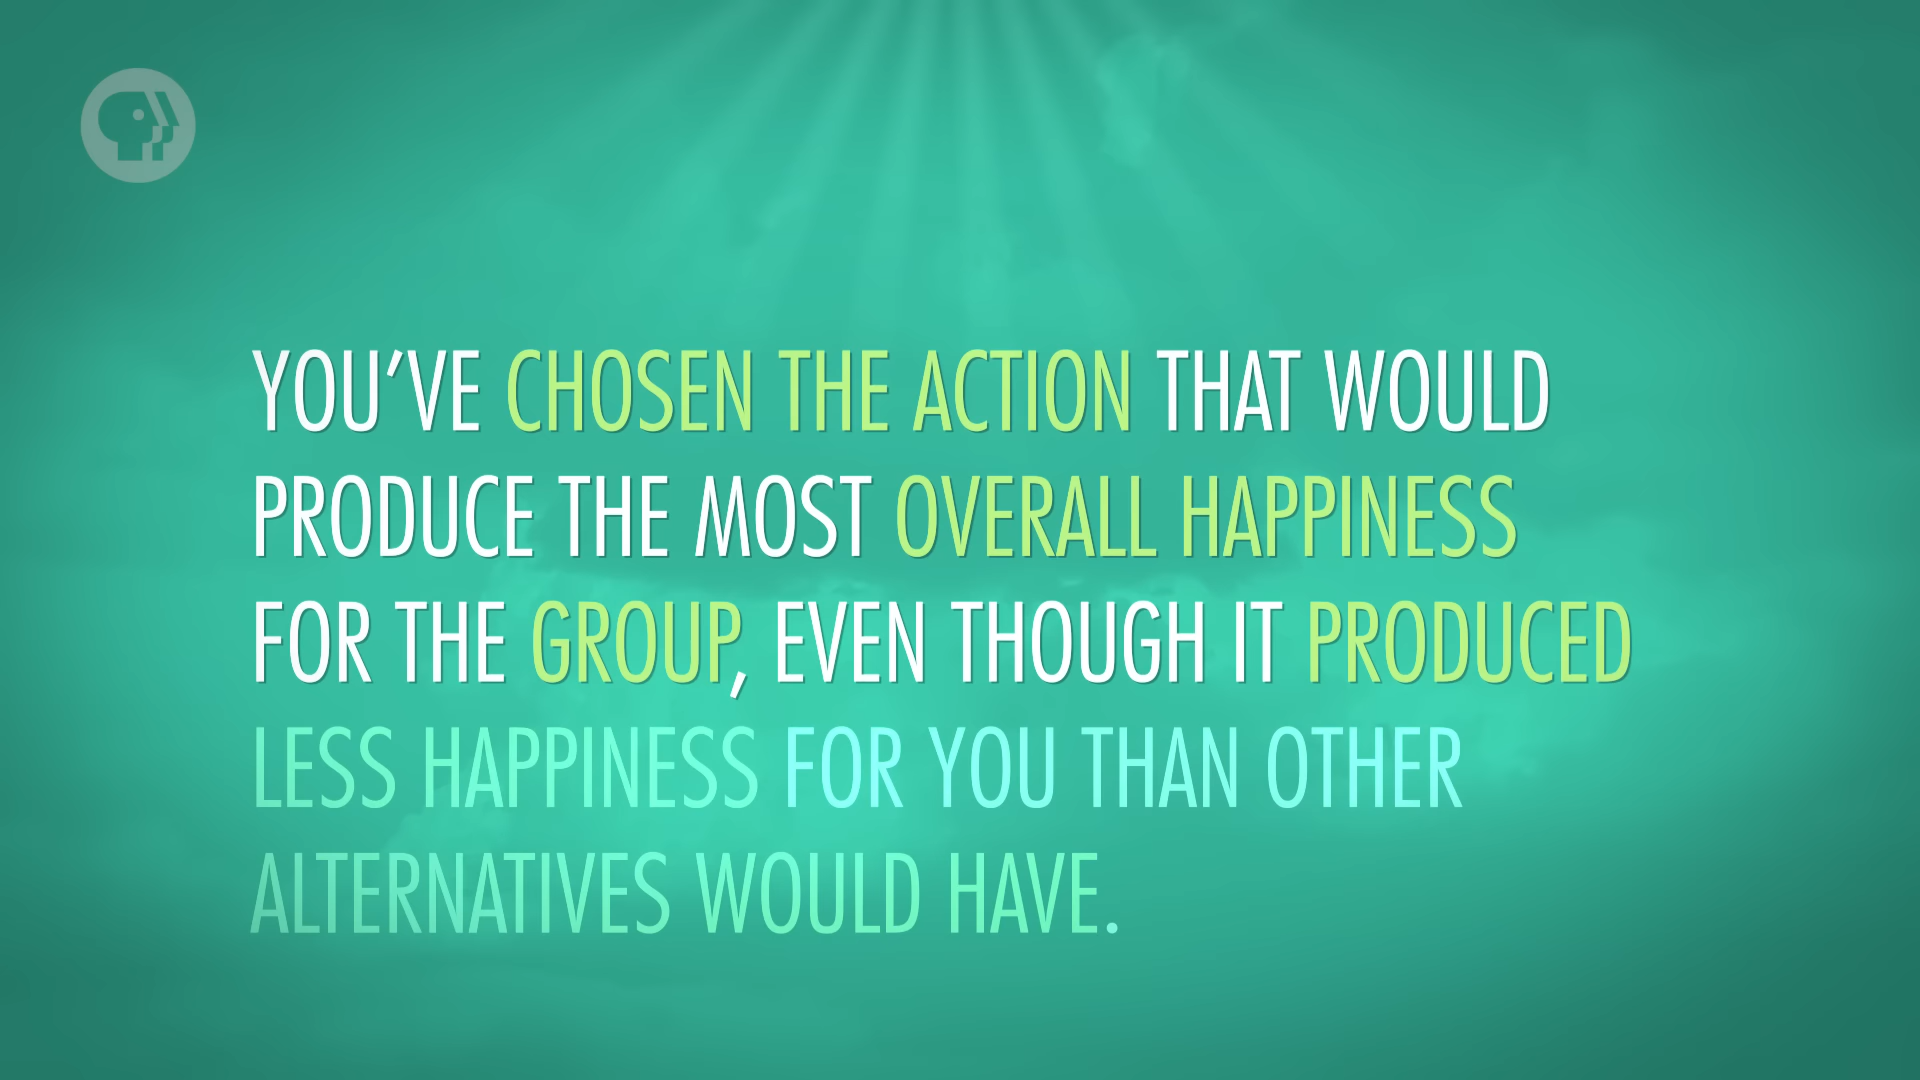 YOU'VE CHOSEN THE ACTION THAT WOULD
PRODUCE THE MOST OVERALL HAPPINESS
FOR THE GROUP, EVEN THOUGH IT PRODUCED
LESS HAPPINESS FOR YOU THAN OTHER
ALTERNATIVES WOULD HAVE.